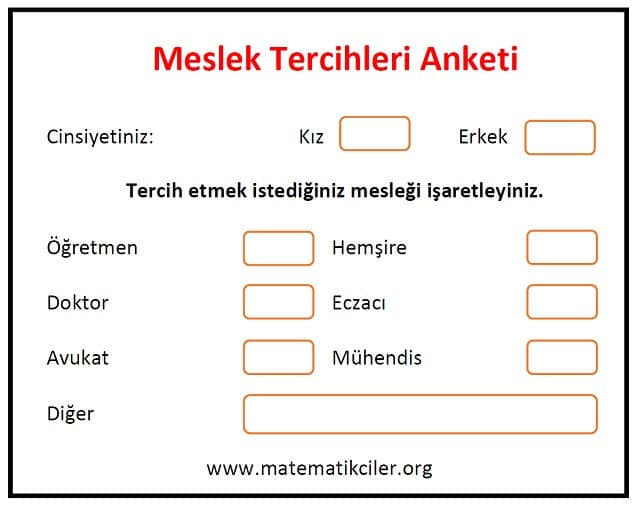 Meslek Tercihleri Anketi
Cinsiyetiniz: Kız Erkek
Tercih etmek istediğiniz mesleği işaretleyiniz.
Öğretmen Hemşire
Doktor Eczacı
Avukat Mühendis
Diğer
www.matematikciler.org